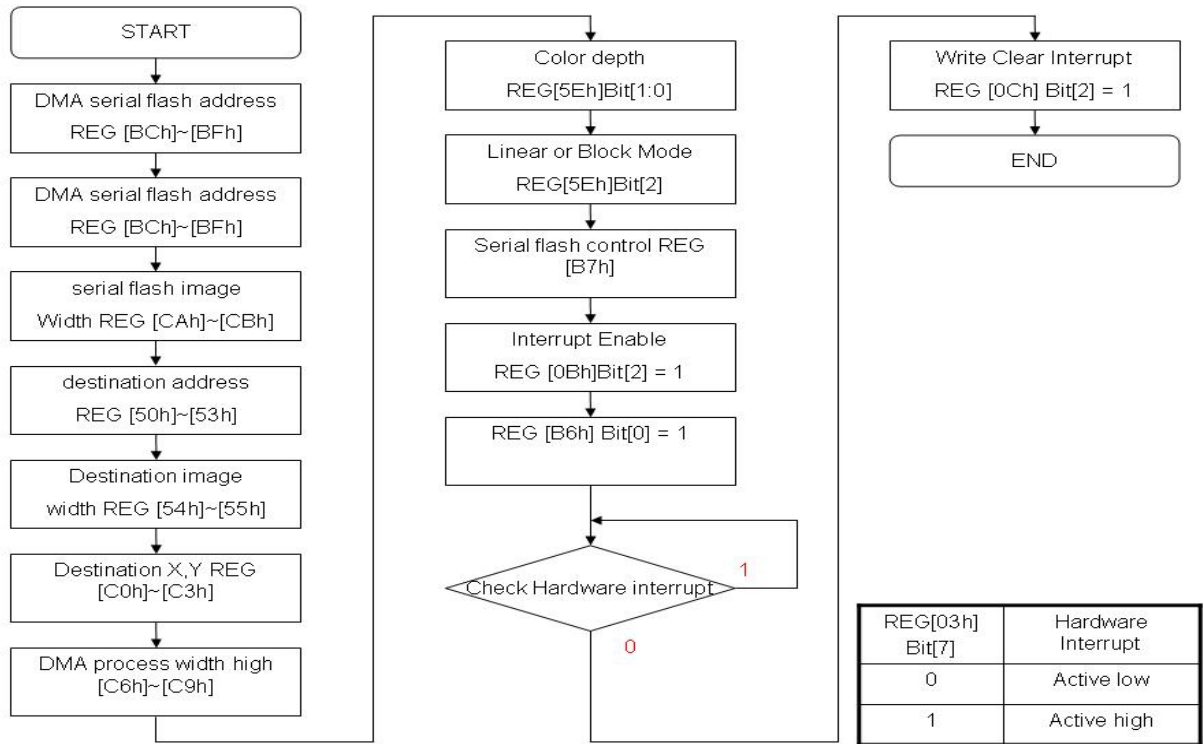 START
DMA serial flash address
REG [BCh]~[BFh]
DMA serial flash address
REG [BCh]~[BFh]
serial flash image
Width REG [CAh]~[CBh]
destination address
REG [50h]~[53h]
Destination image
width REG [54h]~[55h]
Destination X,Y REG
[C0h]~[C3h]
DMA process width high
[C6h]~[C9h]
Color depth
REG[5Eh]Bit[1:0]
Linear or Block Mode
REG[5Eh]Bit[2]
Serial flash control REG
[B7h]
Interrupt Enable
REG [0Bh]Bit[2] = 1
REG [B6h] Bit[0] = 1
Check Hardware interrupt
1
0
Write Clear Interrupt
REG [0Ch] Bit[2] = 1
END
REG[03h]
Bit[7]
Hardware
Interrupt
0
Active low
1
Active high